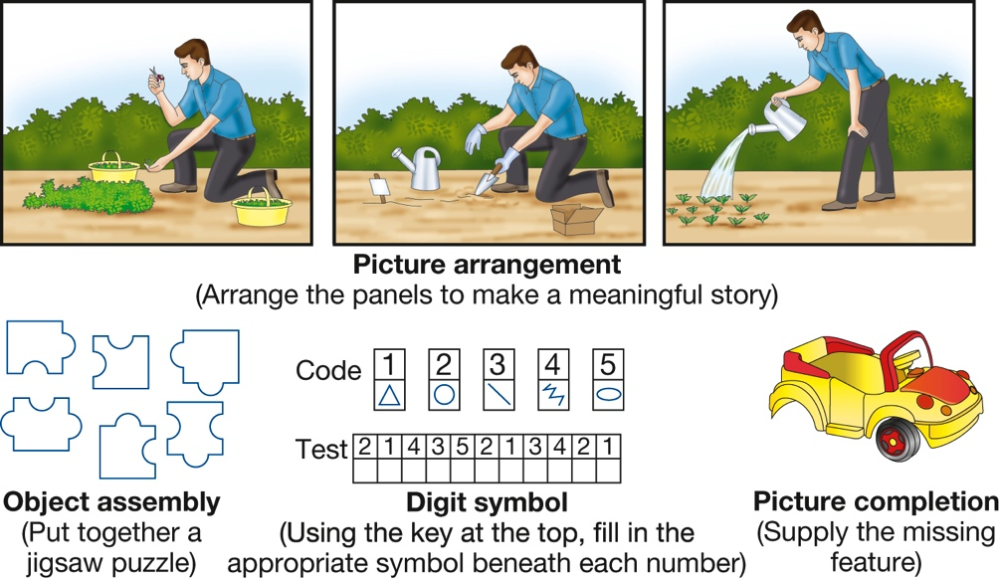 Picture arrangement
(Arrange the panels to make a meaningful story)
Code 1 2 3 4 5
Test 2 1 4 3 5 2 1 3 4 2 1
Object assembly
(Put together a
jigsaw puzzle)
Digit symbol
(Using the key at the top, fill in the
appropriate symbol beneath each number)
Picture completion
(Supply the missing
feature)